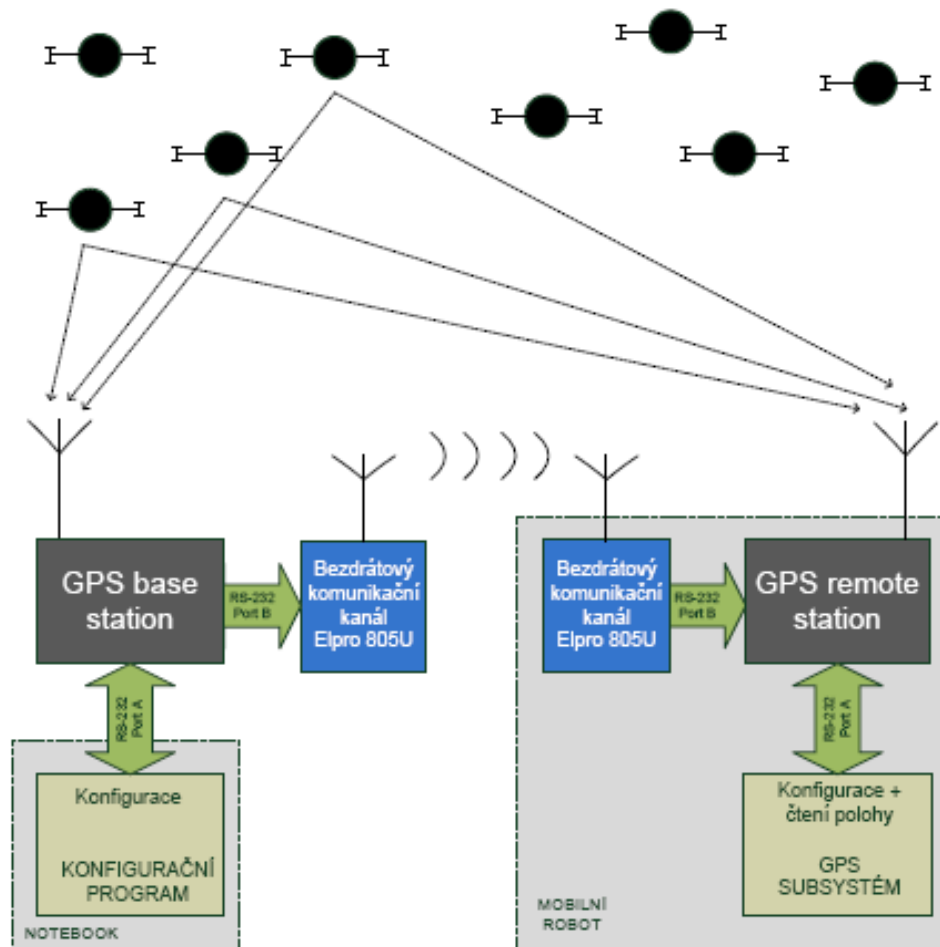 GPS base
station
RS-232
Port B
Bezdrátový
komunikační
kanál
Elpro 805U
Bezdrátový
komunikační
kanál
Elpro 805U
RS-232
Port B
GPS remote
station
RS-232
Port A
RS-232
Port A
Konfigurace
KONFIGURAČNÍ
PROGRAM
NOTEBOOK
Konfigurace +
čtení polohy
GPS
SUBSYSTÉM
MOBILNÍ
ROBOT